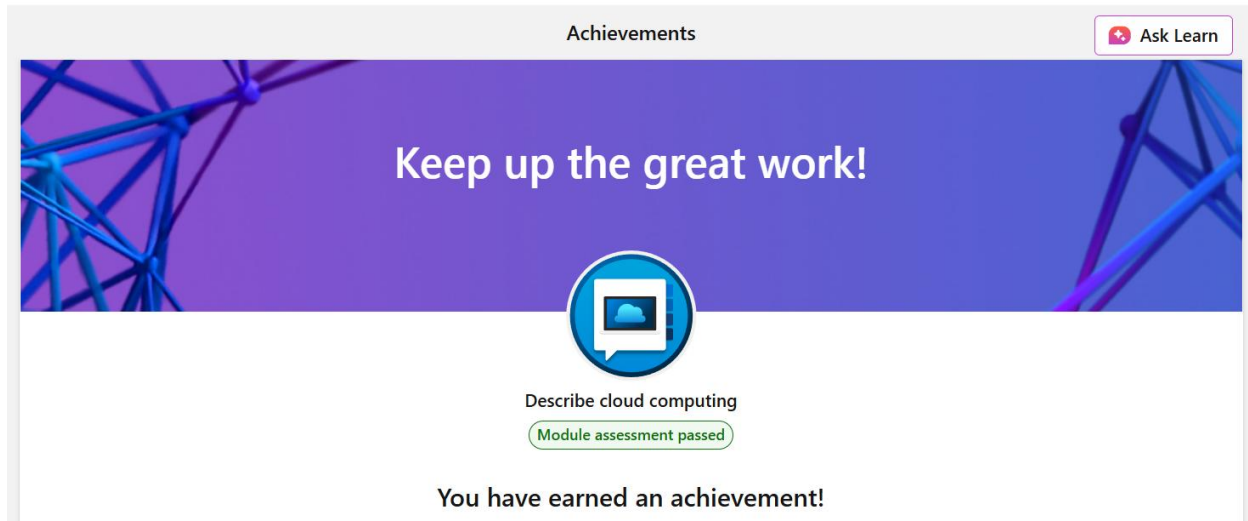 Achievements
Ask Learn
Keep up the great work!
Describe cloud computing
Module assessment passed
You have earned an achievement!